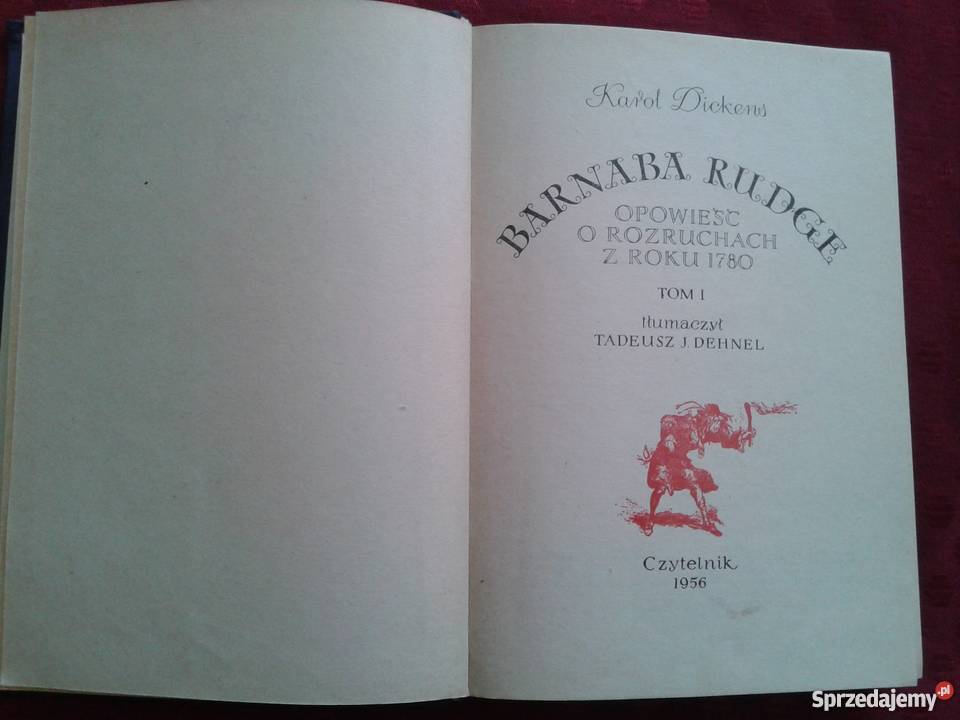 Karol Dickens
BARNABA RUDGE
OPOWIEŚĆ
O ROZRUCHACH
Z ROKU 1780
TOM I
tłumaczył
TADEUSZ J. DEHNEL
Czytelnik
1956
Sprzedajemy.pl